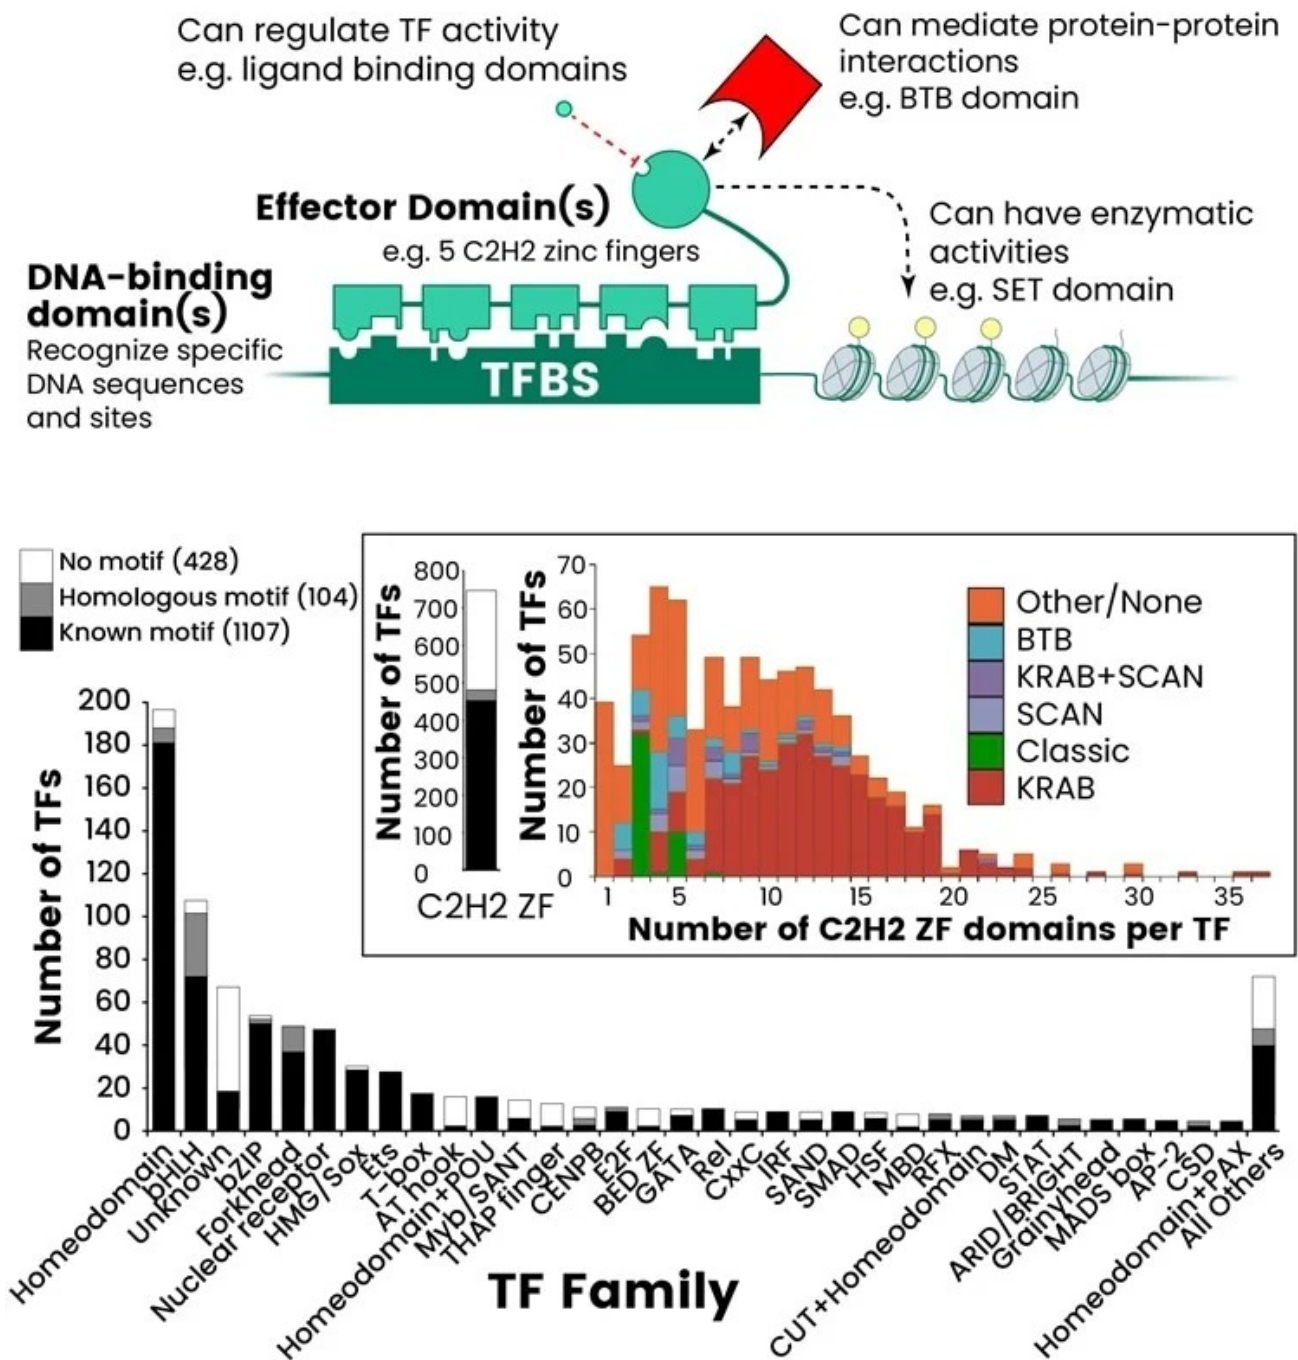 Can regulate TF activity
e.g. ligand binding domains
Can mediate protein-protein
interactions
e.g. BTB domain
Effector Domain(s)
e.g. 5 C2H2 zinc fingers
Can have enzymatic
activities
e.g. SET domain
DNA-binding
domain(s)
Recognize specific
DNA sequences
and sites
TFBS
No motif (428)
Homologous motif (104)
Known motif (1107)
Number of TFs
200
180
160
140
120
100
80
60
40
20
0
Number of TFs
800
700
600
500
400
300
200
100
0
C2H2 ZF
Number of TFs
70
60
50
40
30
20
10
0
1 5 10 15 20 25 30 35
Number of C2H2 ZF domains per TF
Other/None
BTB
KRAB+SCAN
SCAN
Classic
KRAB
Homeodomain
bHLH
Unknown
bZIP
Forkhead
Nuclear receptor
HMG/Sox
Ets
T-box
AT hook
Homeodomain+POU
Myb/SANT
THAP finger
CENPB
E2F
BED ZF
GATA
Rel
CxxC
IRF
SAND
SMAD
HSF
MBD
RFX
CUT+Homeodomain
DM
STAT
ARID/BRIGHT
Grainyhead
MADS box
AP-2
CSD
Homeodomain+PAX
All Others
TF Family